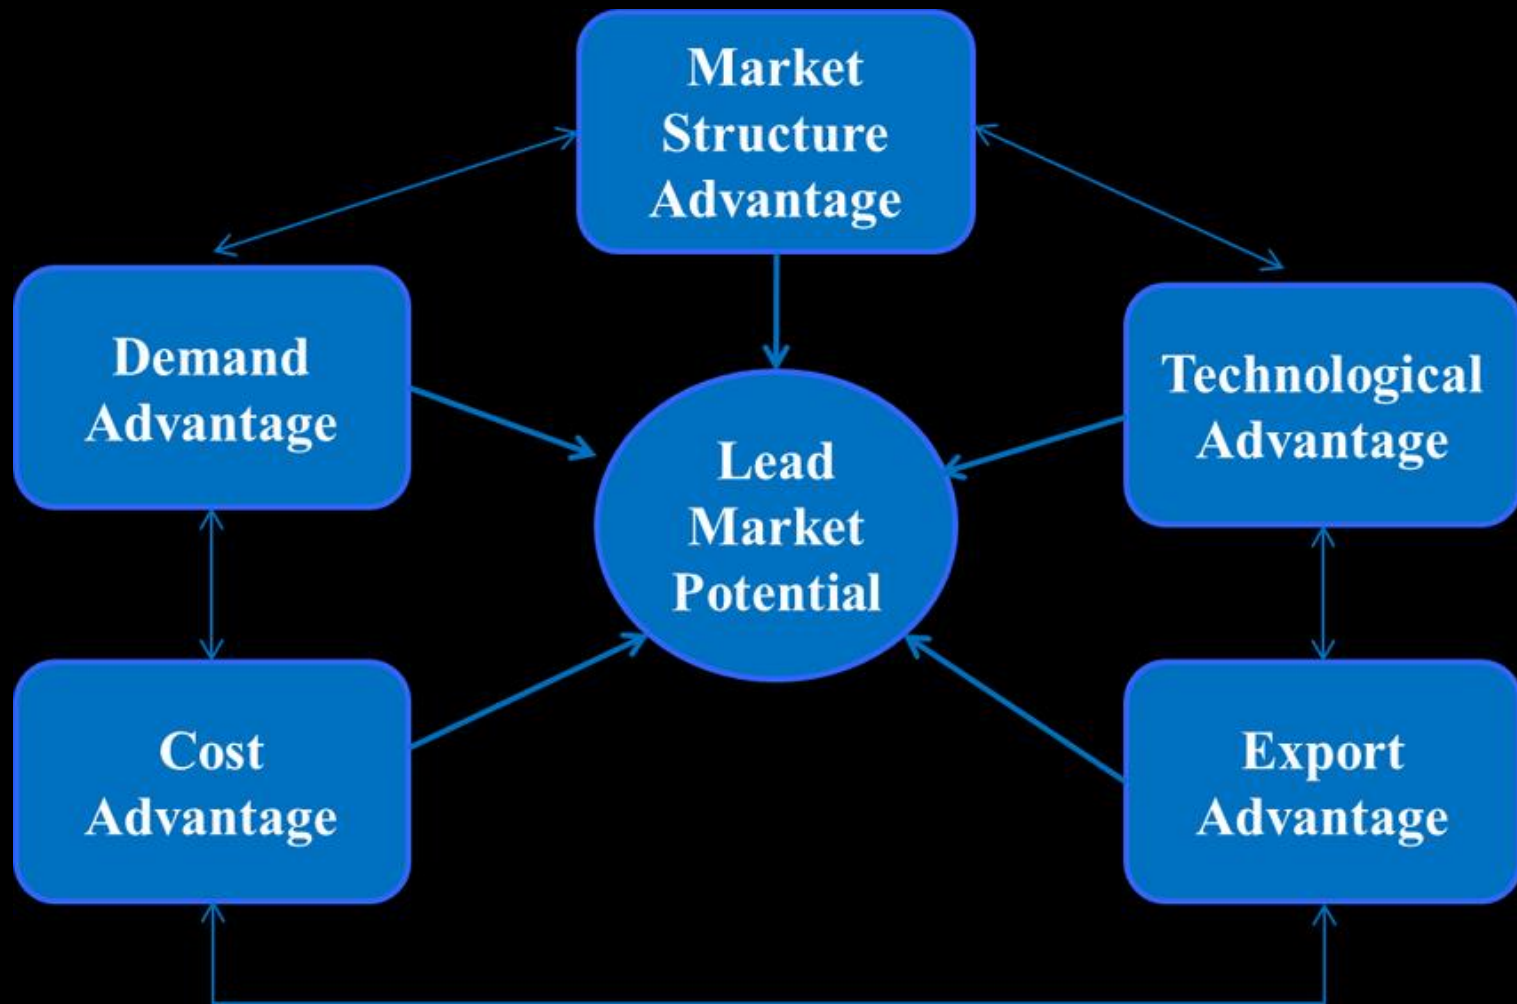 Market
Structure
Advantage
Demand
Advantage
Technological
Advantage
Lead
Market
Potential
Cost
Advantage
Export
Advantage